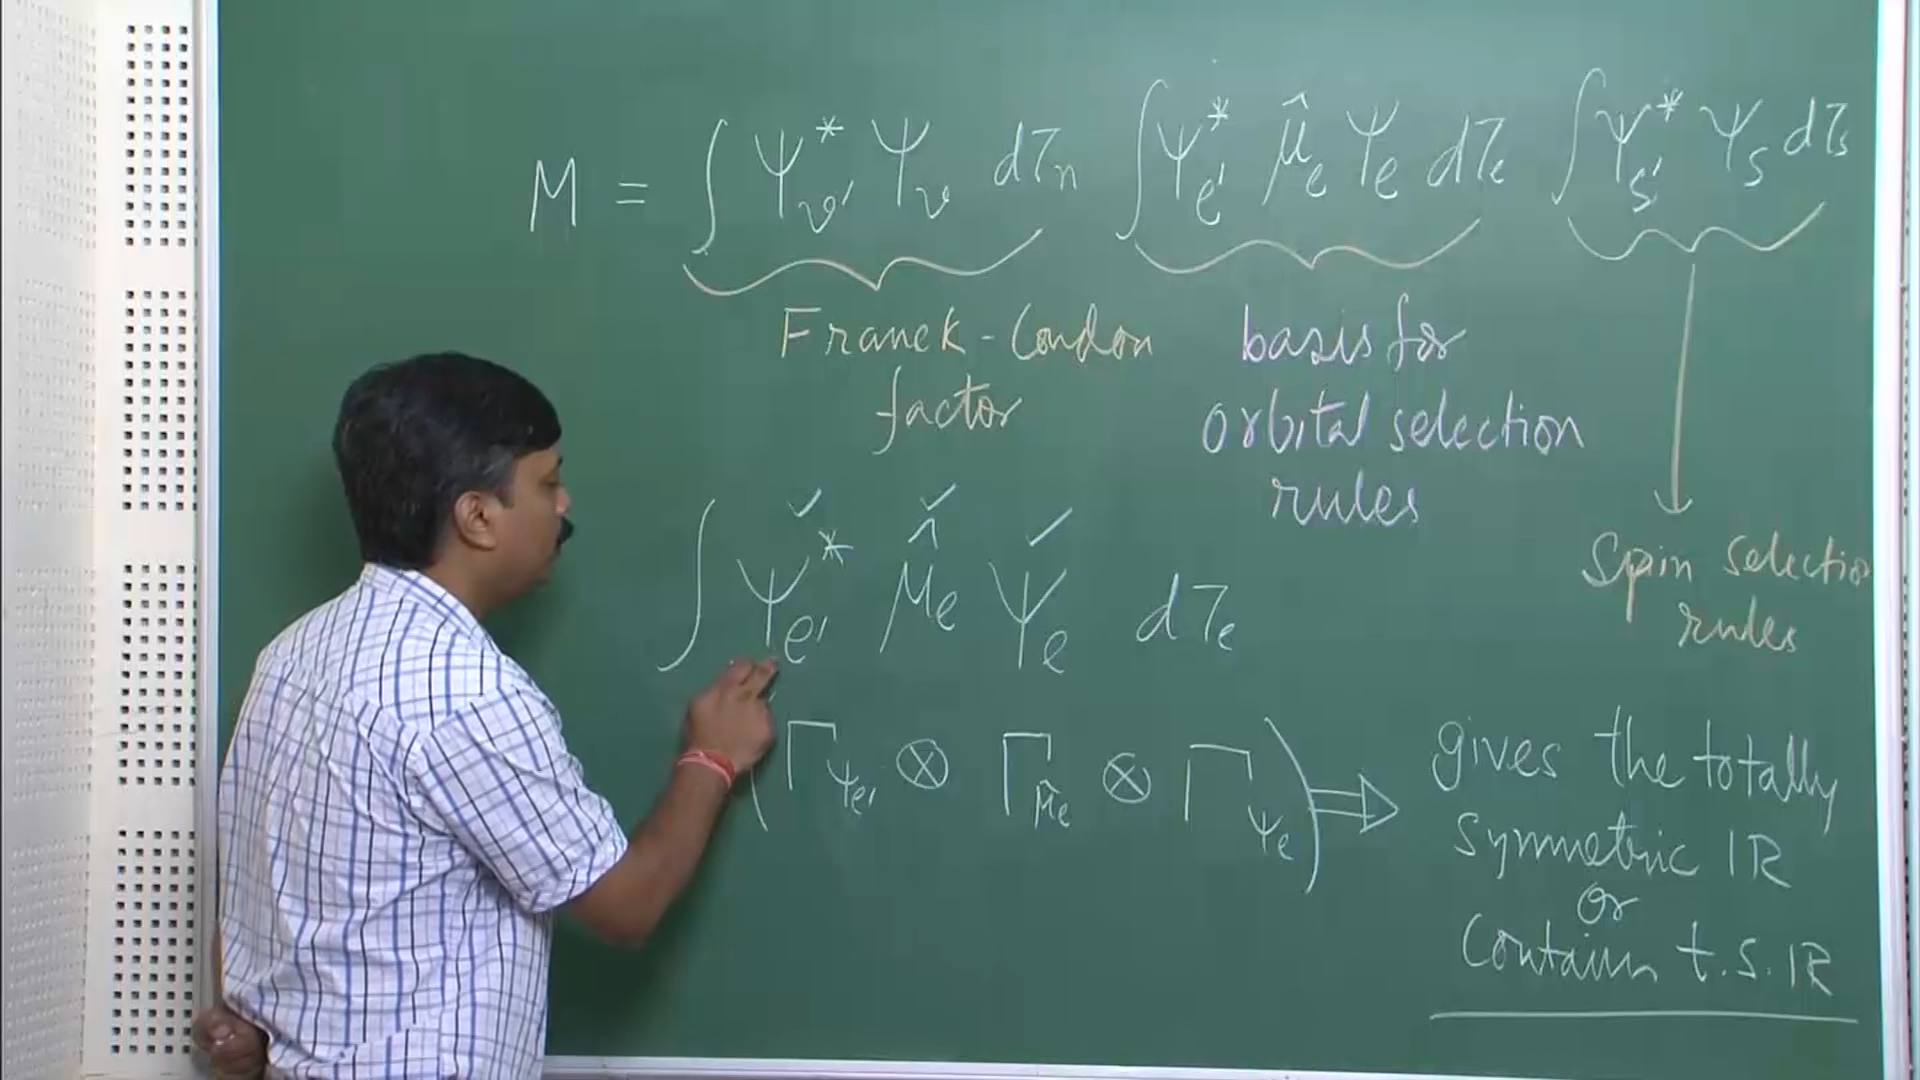 M = ∫ Ψ*ᵥ′ Ψᵥ dτₙ ∫ Ψ*ₑ′ μ̂ₑ Ψₑ dτₑ ∫ Ψ*ₛ′ Ψₛ dτₛ
Franck-Condon
factor
basis for
orbital selection
rules
Spin selection
rules
∫ Ψ*ₑ′ μ̂ₑ Ψₑ dτₑ
(Γ_Ψe′ ⊗ Γ_μ̂e ⊗ Γ_Ψe) ⇒
gives the totally
symmetric IR
or
Contains t.s.IR